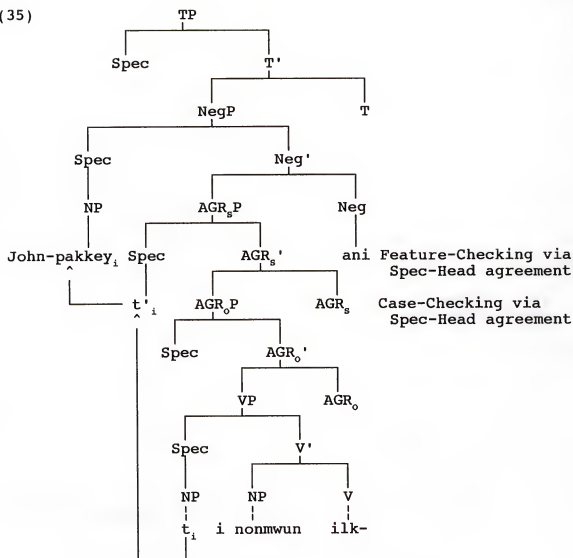 (35)
TP
Spec T'
NegP T
Spec Neg'
NP AGRₛP Neg
John-pakkeyᵢ Spec AGRₛ' ani Feature-Checking via
Spec-Head agreement
t'ᵢ AGRₒP AGRₛ Case-Checking via
Spec-Head agreement
Spec AGRₒ'
VP AGRₒ
Spec V'
NP NP V
tᵢ i nonmwun ilk-